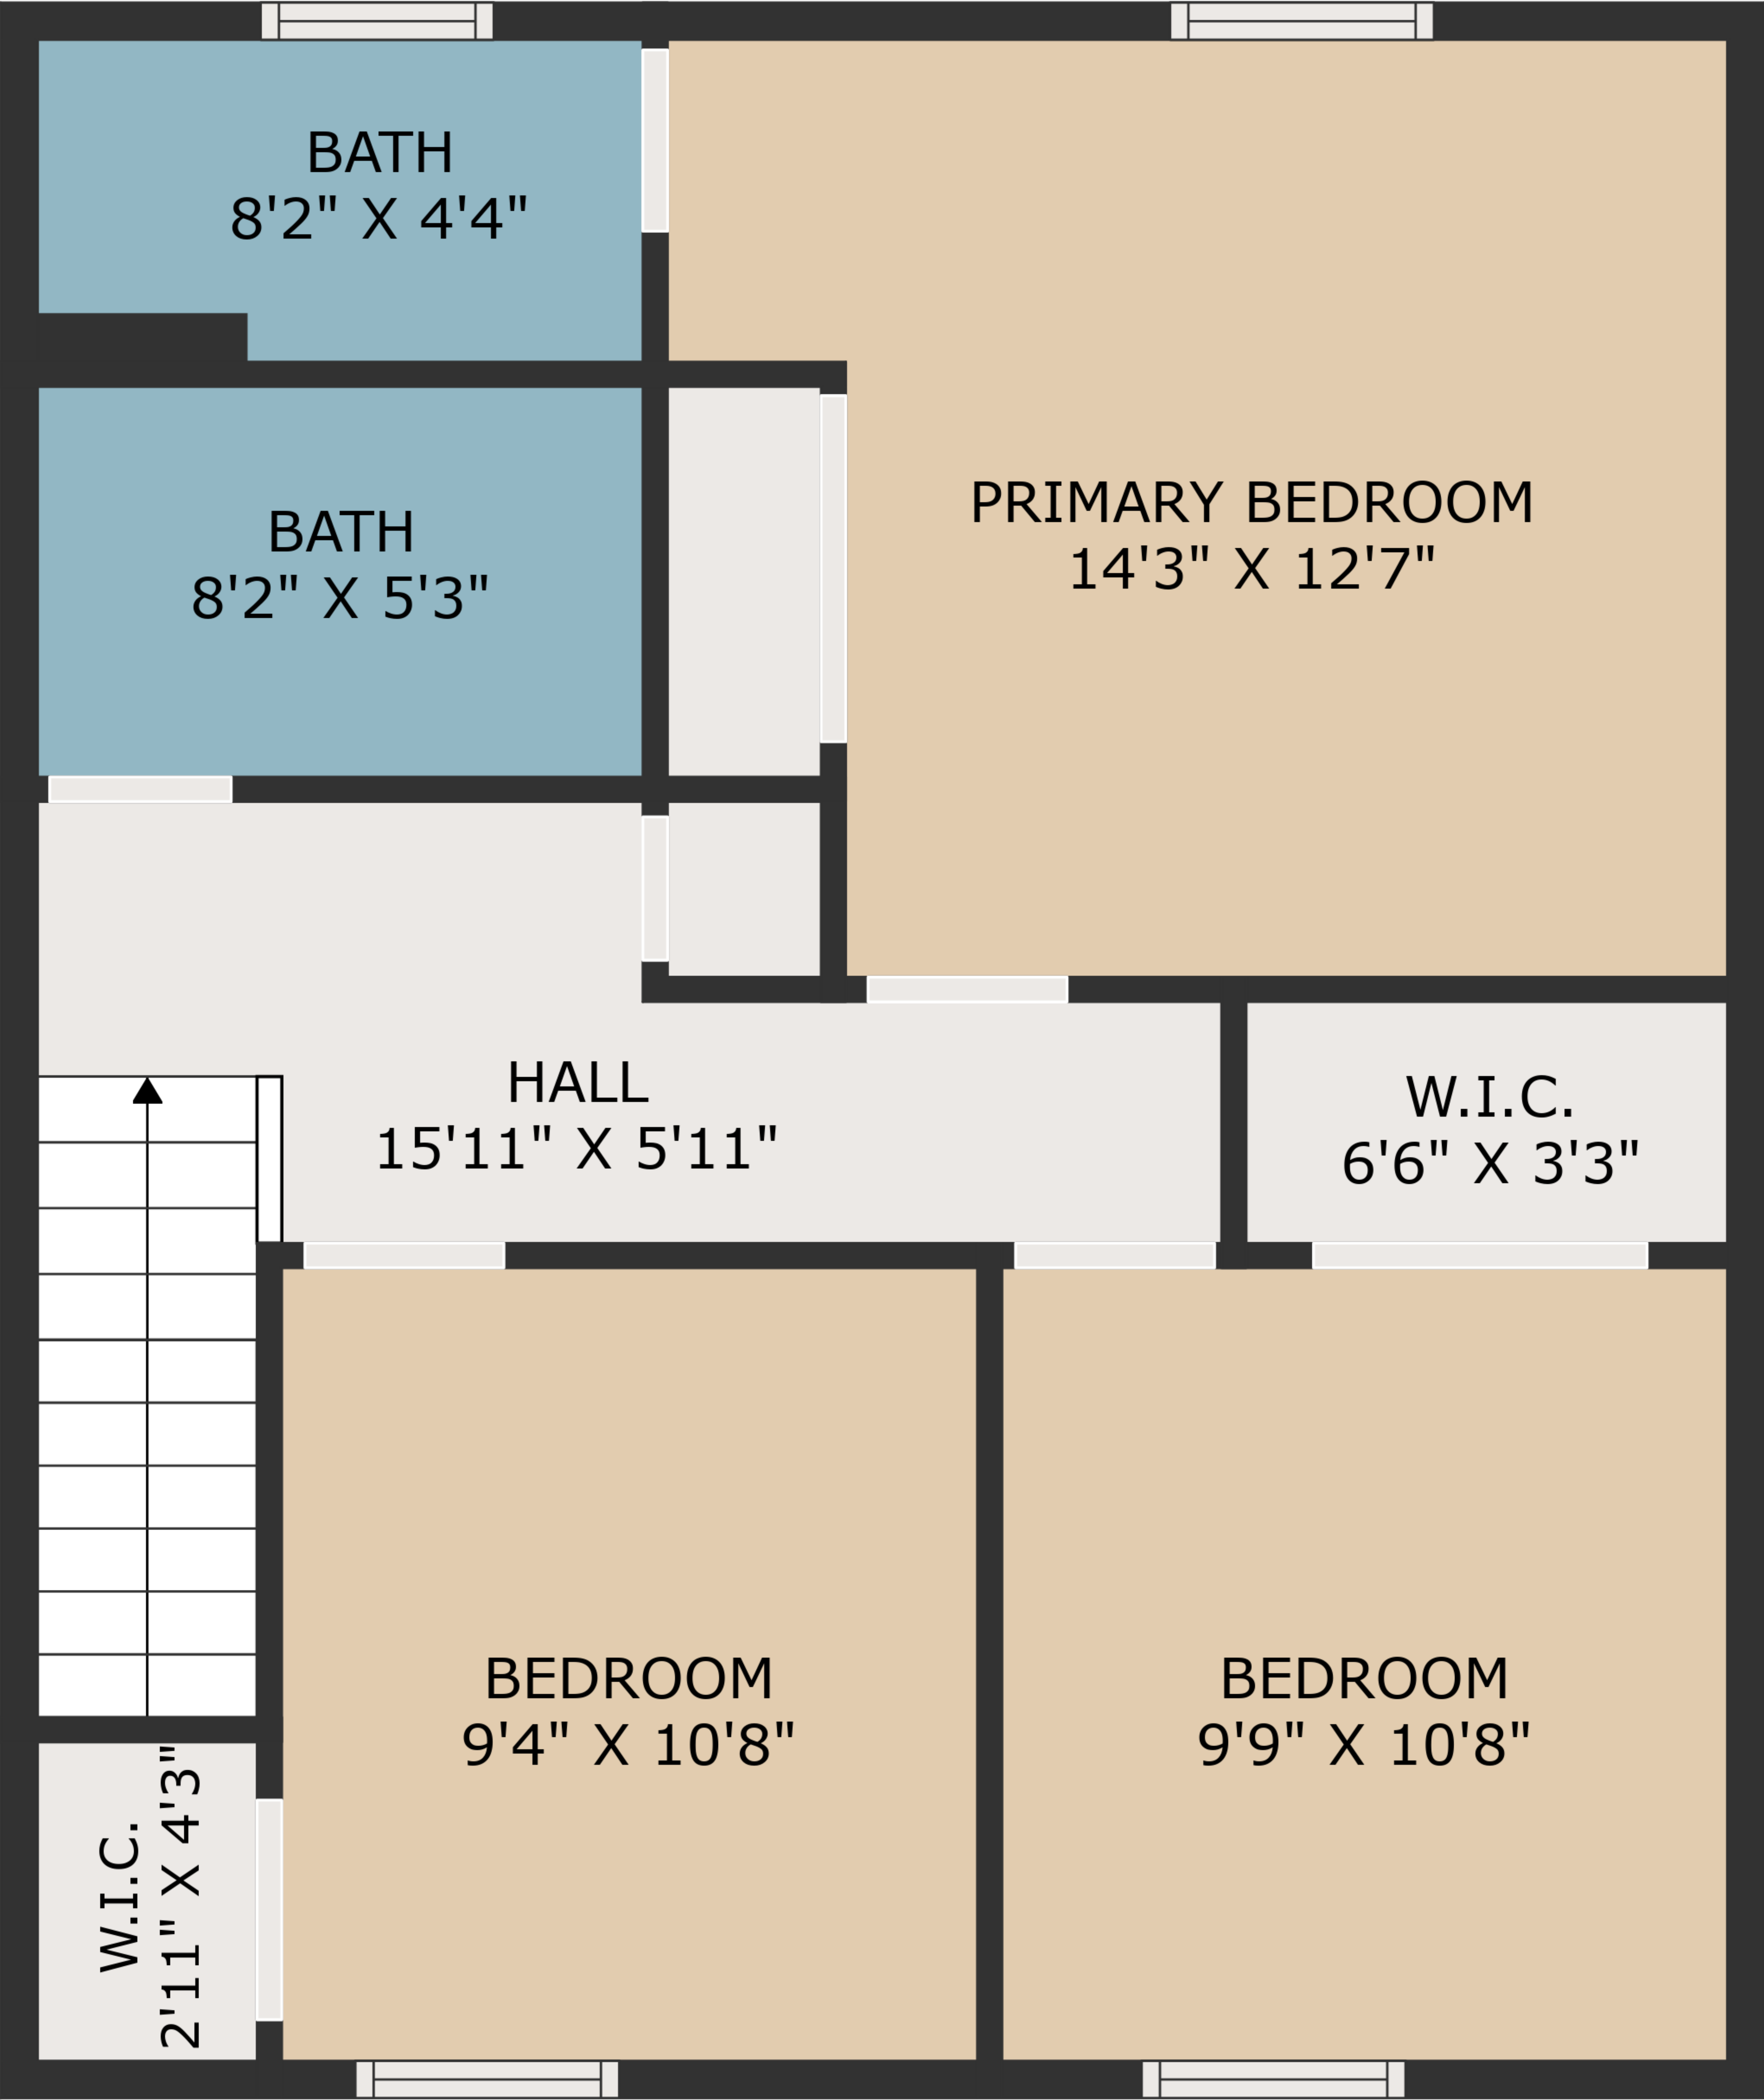 BATH
8'2" X 4'4"
BATH
8'2" X 5'3"
PRIMARY BEDROOM
14'3" X 12'7"
HALL
15'11" X 5'11"
W.I.C.
6'6" X 3'3"
BEDROOM
9'4" X 10'8"
BEDROOM
9'9" X 10'8"
W.I.C.
2'11" X 4'3"